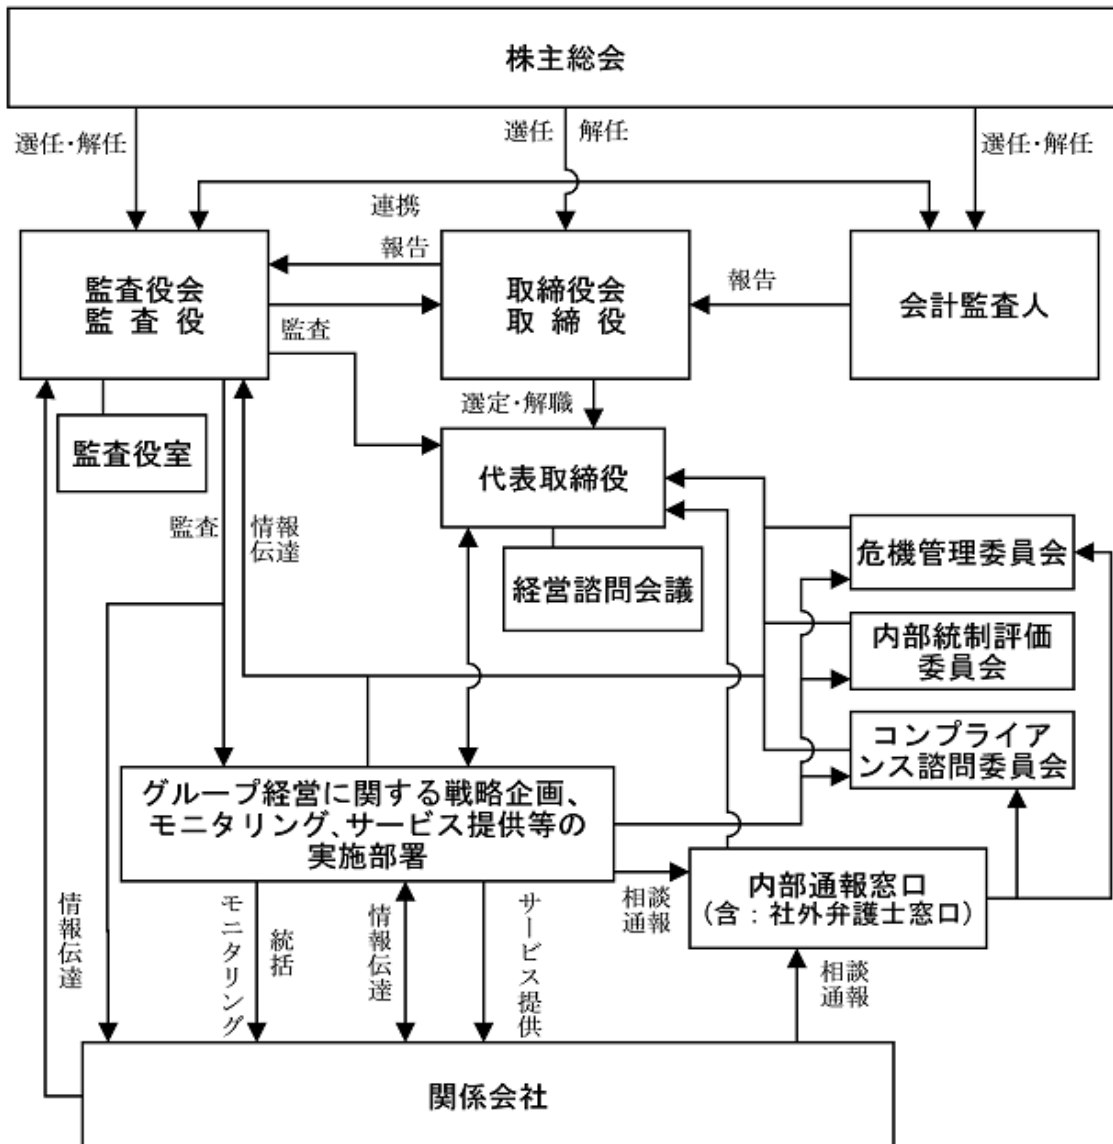 株主総会
選任・解任
選任
解任
選任・解任
連携
報告
監査役会
監査役
取締役会
取締役
報告
会計監査人
監査
選定・解職
監査役室
代表取締役
監査
情報
伝達
経営諮問会議
危機管理委員会
内部統制評価
委員会
コンプライア
ンス諮問委員会
グループ経営に関する戦略企画、
モニタリング、サービス提供等の
実施部署
相談
通報
内部通報窓口
(含:社外弁護士窓口)
情報伝達
モニタリング
統括
情報伝達
サービス提供
相談
通報
関係会社